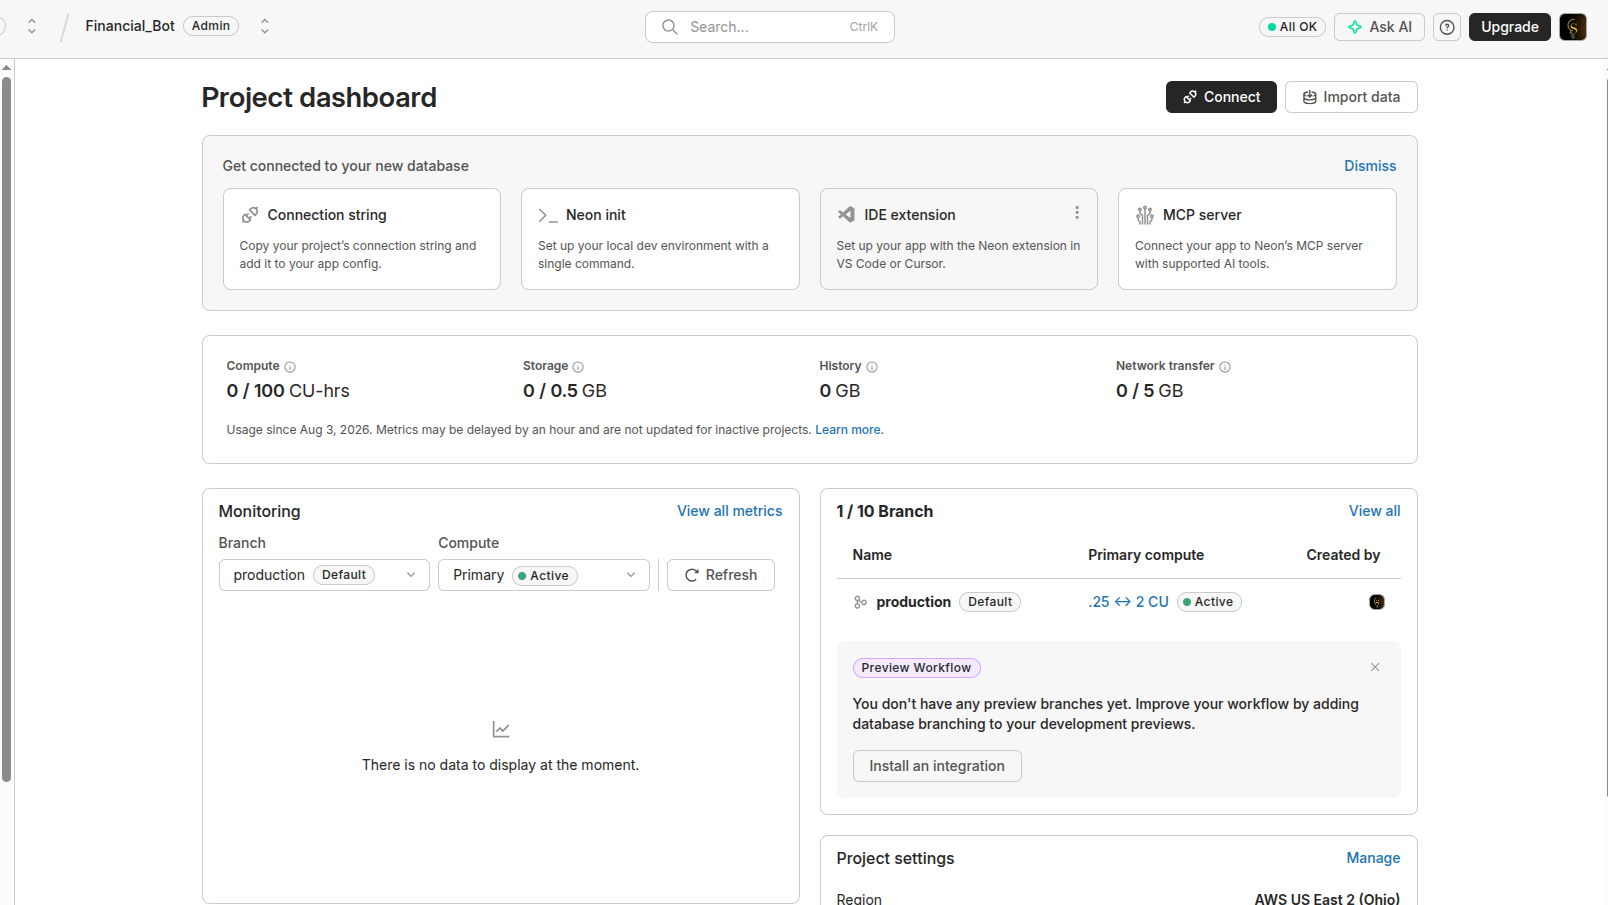 Financial_Bot Admin
Search... CtrlK
All OK
Ask AI
Upgrade
Project dashboard
Connect
Import data
Get connected to your new database
Dismiss
Connection string
Copy your project's connection string and
add it to your app config.
Neon init
Set up your local dev environment with a
single command.
IDE extension
Set up your app with the Neon extension in
VS Code or Cursor.
MCP server
Connect your app to Neon's MCP server
with supported AI tools.
Compute
0 / 100 CU-hrs
Storage
0 / 0.5 GB
History
0 GB
Network transfer
0 / 5 GB
Usage since Aug 3, 2026. Metrics may be delayed by an hour and are not updated for inactive projects. Learn more.
Monitoring
View all metrics
Branch
Compute
production Default
Primary Active
Refresh
There is no data to display at the moment.
1 / 10 Branch
View all
Name Primary compute Created by
production Default .25 ↔ 2 CU Active
Preview Workflow
You don't have any preview branches yet. Improve your workflow by adding
database branching to your development previews.
Install an integration
Project settings
Manage
Region AWS US East 2 (Ohio)